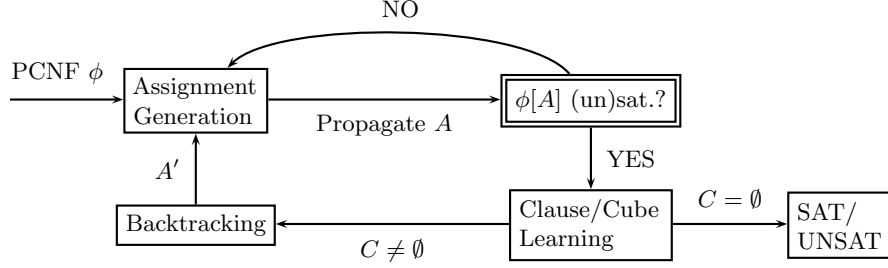 NO
PCNF ϕ
Assignment
Generation
Propagate A
ϕ[A] (un)sat.?
YES
A′
Backtracking
C ≠ ∅
Clause/Cube
Learning
C = ∅
SAT/
UNSAT